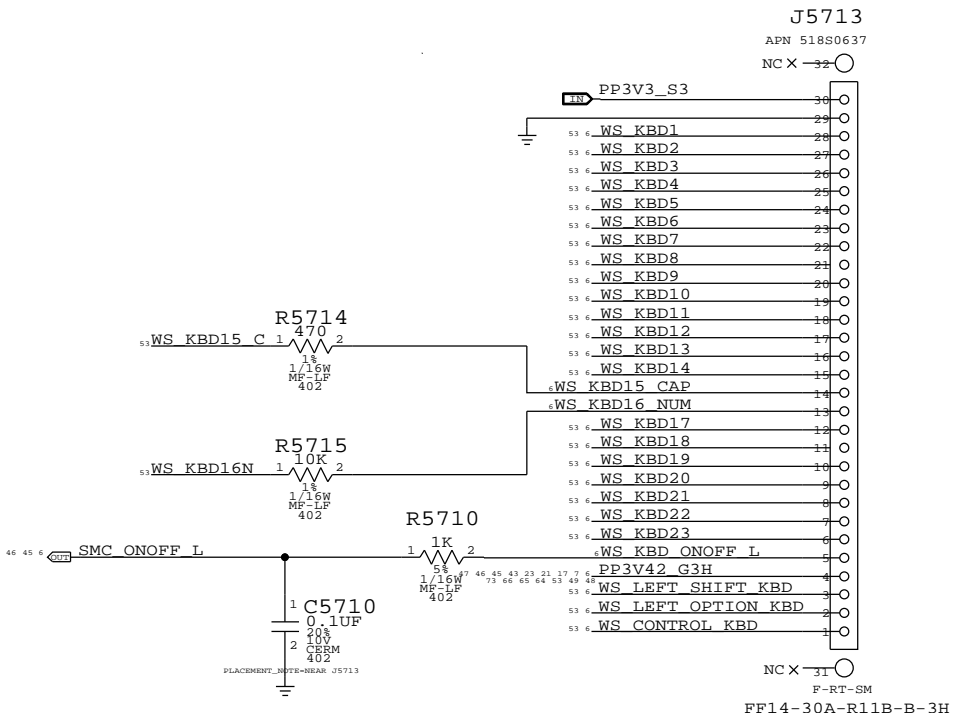 J5713
APN 518S0637
NC 32
IN PP3V3_S3 30
29
53 6 WS_KBD1 28
53 6 WS_KBD2 27
53 6 WS_KBD3 26
53 6 WS_KBD4 25
53 6 WS_KBD5 24
53 6 WS_KBD6 23
53 6 WS_KBD7 22
53 6 WS_KBD8 21
53 6 WS_KBD9 20
53 6 WS_KBD10 19
53 6 WS_KBD11 18
53 6 WS_KBD12 17
53 6 WS_KBD13 16
53 6 WS_KBD14 15
6 WS_KBD15_CAP 14
6 WS_KBD16_NUM 13
53 6 WS_KBD17 12
53 6 WS_KBD18 11
53 6 WS_KBD19 10
53 6 WS_KBD20 9
53 6 WS_KBD21 8
53 6 WS_KBD22 7
53 6 WS_KBD23 6
6 WS_KBD_ONOFF_L 5
47 46 45 43 23 21 17 7 6 PP3V42_G3H 4
73 66 65 64 53 49 48
53 6 WS_LEFT_SHIFT_KBD 3
53 6 WS_LEFT_OPTION_KBD 2
53 6 WS_CONTROL_KBD 1
NC 31
F-RT-SM
FF14-30A-R11B-B-3H
R5714
53 WS_KBD15_C 1 470 2
1%
1/16W
MF-LF
402
R5715
53 WS_KBD16N 1 10K 2
1%
1/16W
MF-LF
402
R5710
46 45 6 OUT SMC_ONOFF_L 1 1K 2
5%
1/16W
MF-LF
402
1 C5710
0.1UF
20%
10V
2 CERM
402
PLACEMENT_NOTE=NEAR J5713